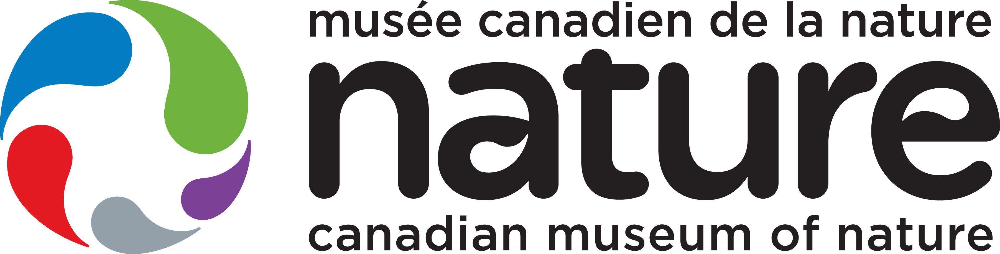 musée canadien de la nature
nature
canadian museum of nature